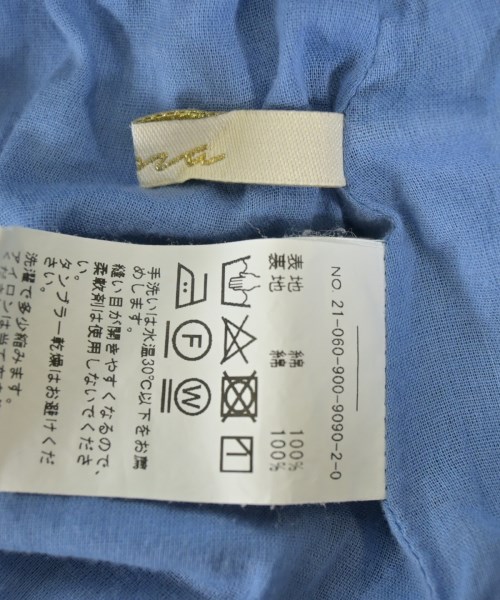 NO. 21-060-900-9090-2-0
表地 綿 100%
裏地 綿 100%
F
W
手洗いは水温30℃以下をお薦
めします。
縫い目が開きやすくなるので、
柔軟剤は使用しないでくださ
い。
タンブラー乾燥はお避けくだ
さい。
洗濯で多少縮みます。